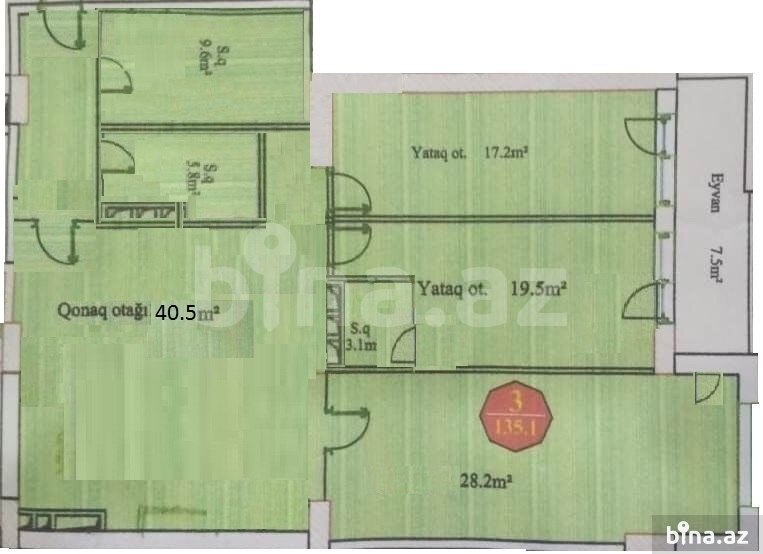 S.q
9.6m²
S.q
5.8m²
Yataq ot. 17.2m²
Eyvan 7.5m²
Qonaq otağı 40.5m²
Yataq ot. 19.5m²
S.q
3.1m
3
135.1
28.2m²
bina.az
bina.az